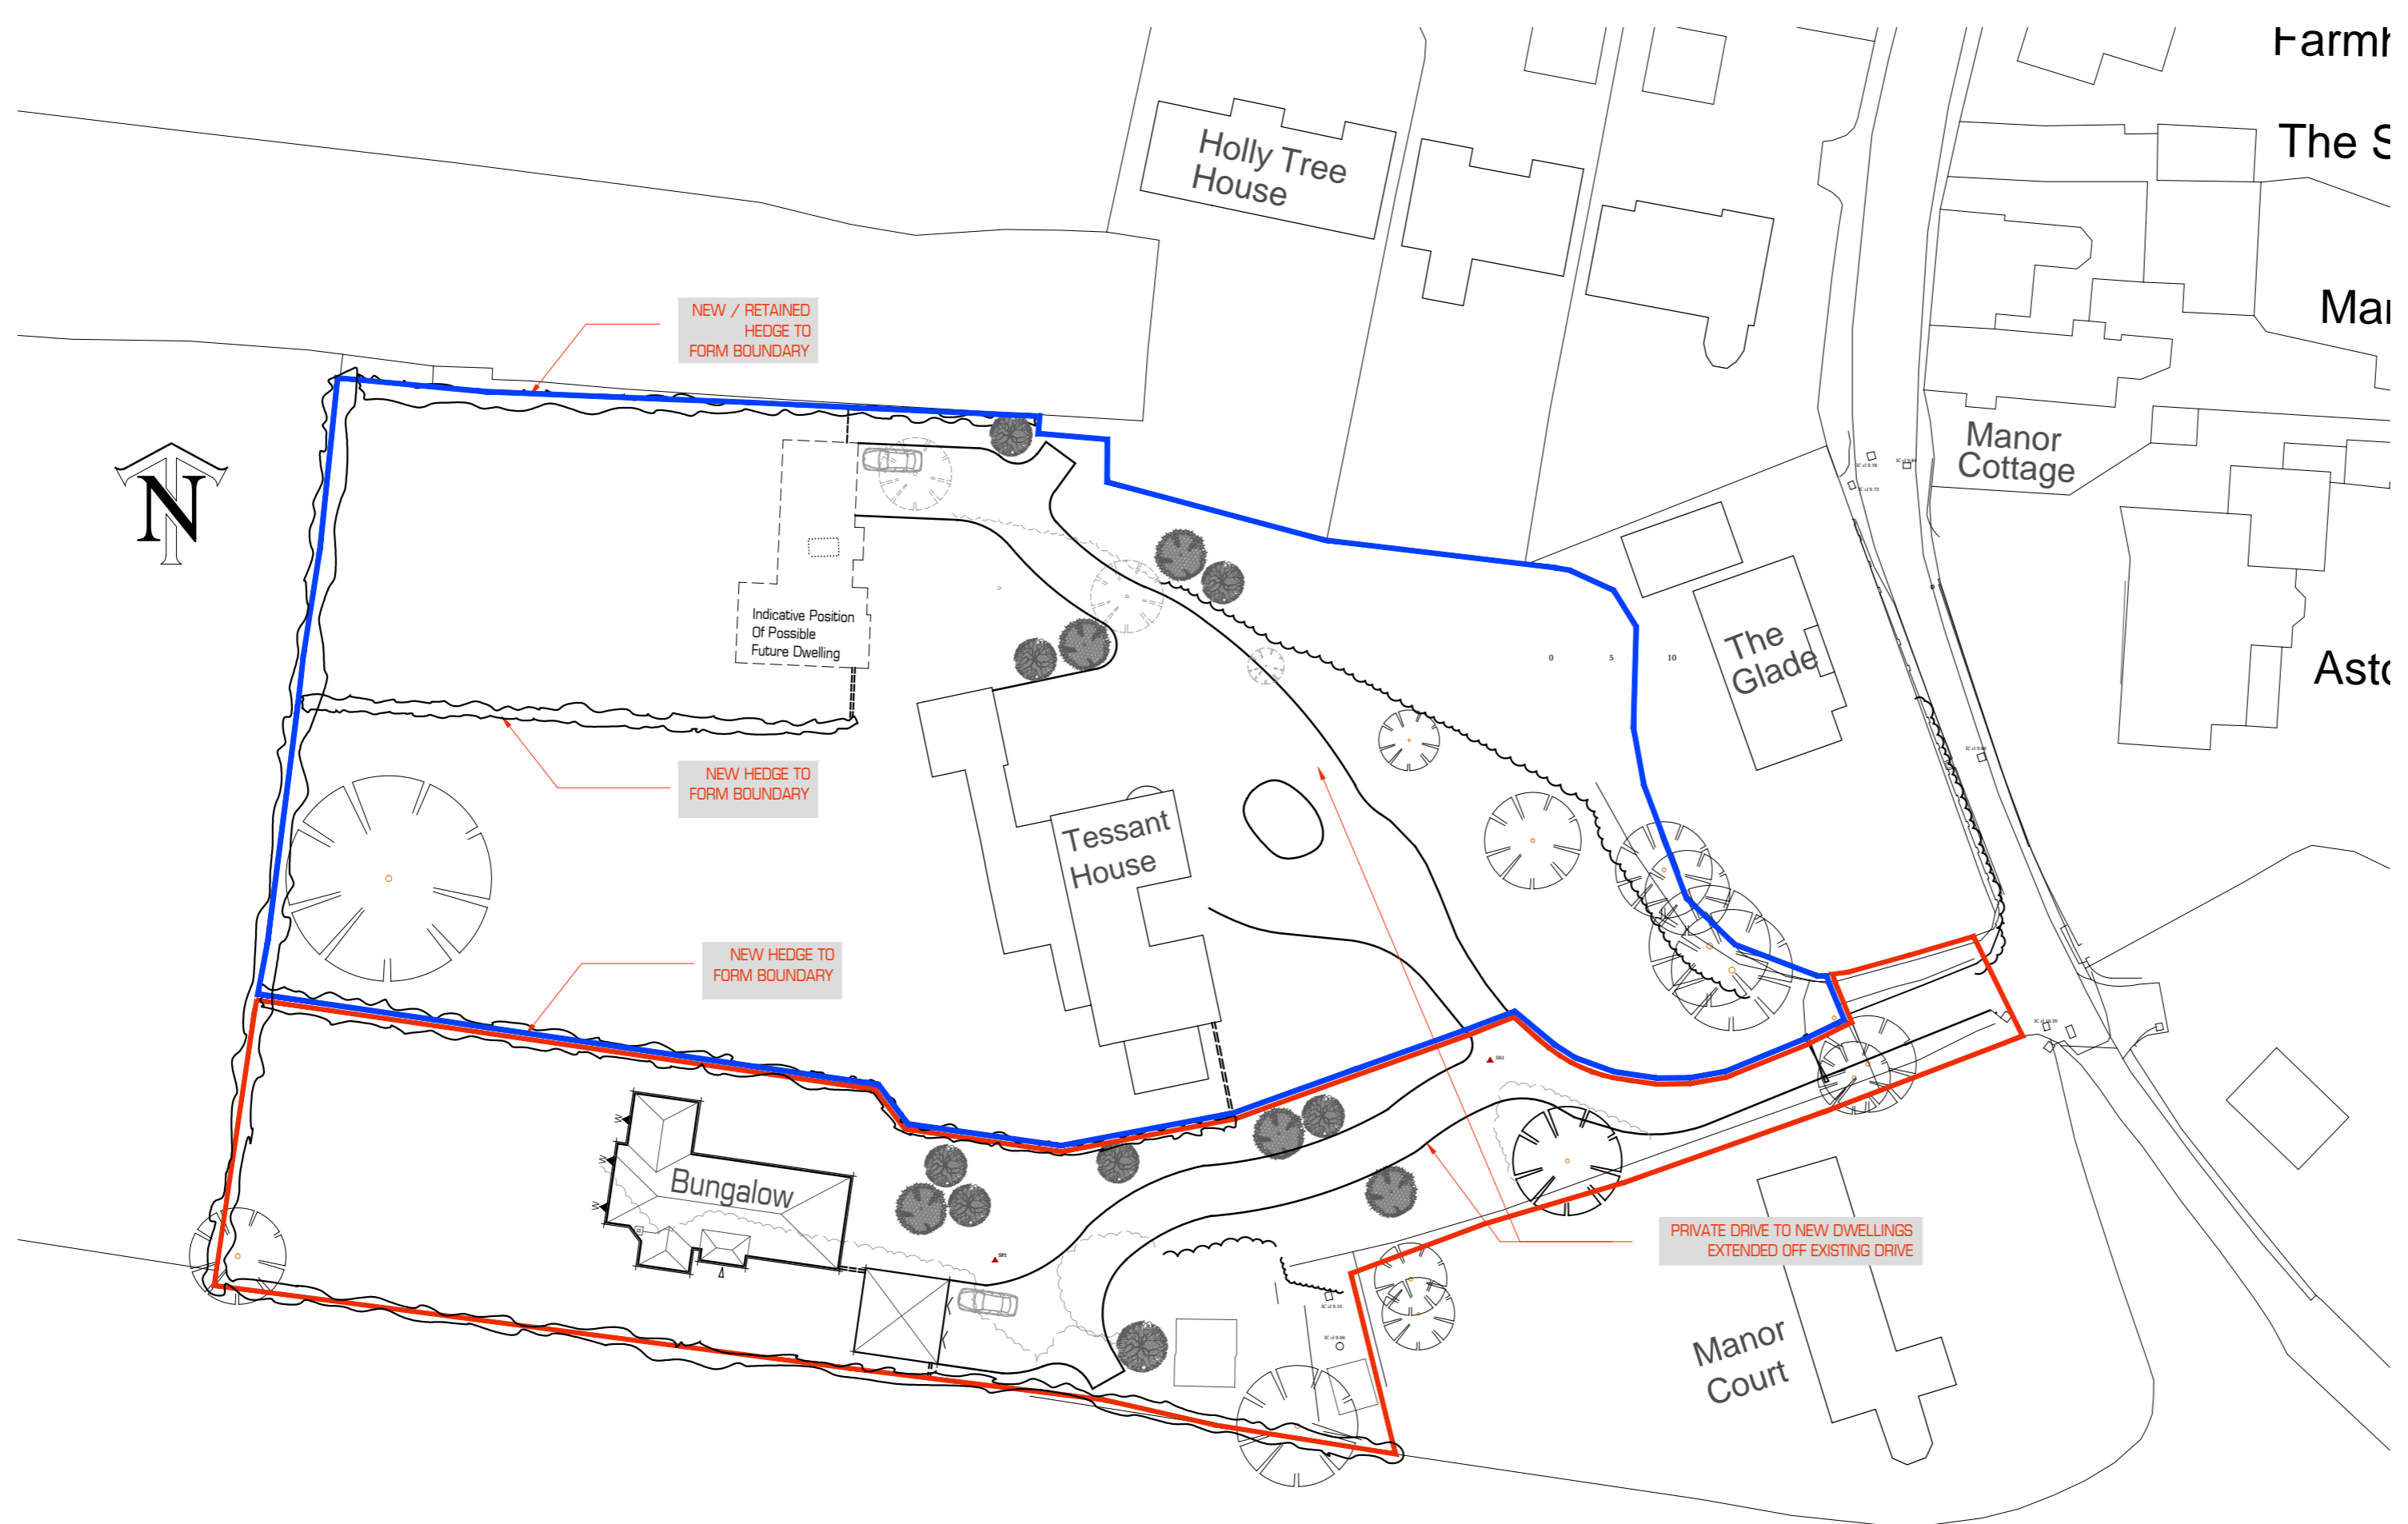 Holly Tree
House
The S
NEW / RETAINED
HEDGE TO
FORM BOUNDARY
Manor
Cottage
N
Indicative Position
Of Possible
Future Dwelling
0 5 10
The
Glade
NEW HEDGE TO
FORM BOUNDARY
Tessant
House
NEW HEDGE TO
FORM BOUNDARY
Bungalow
PRIVATE DRIVE TO NEW DWELLINGS
EXTENDED OFF EXISTING DRIVE
Manor
Court